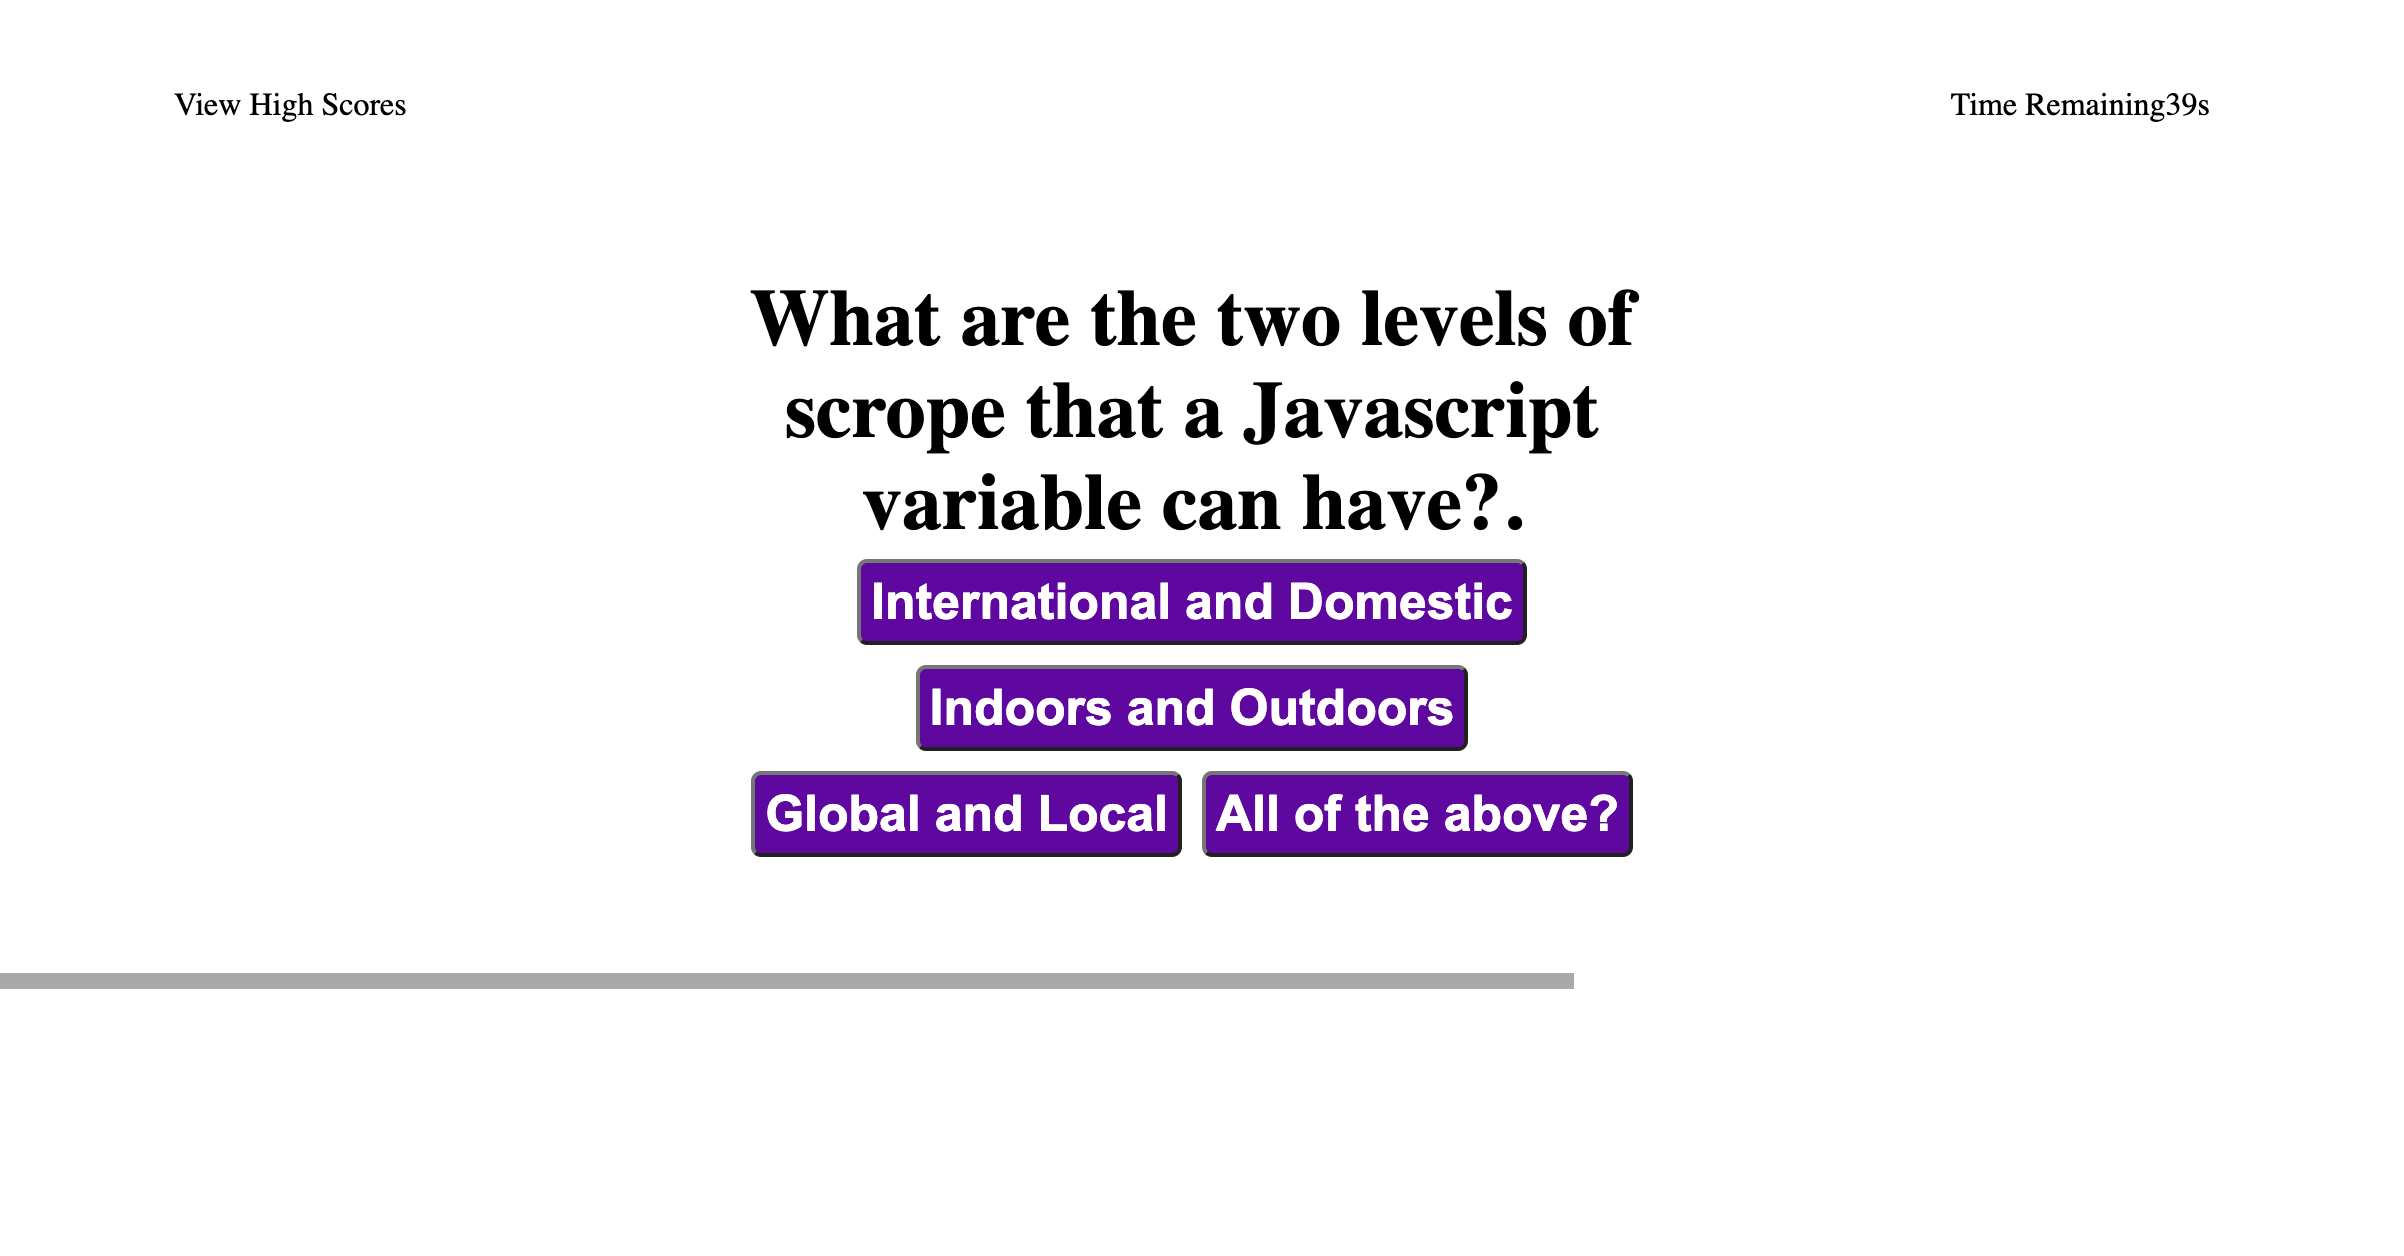 View High Scores
Time Remaining39s
What are the two levels of
scrope that a Javascript
variable can have?.
International and Domestic
Indoors and Outdoors
Global and Local
All of the above?